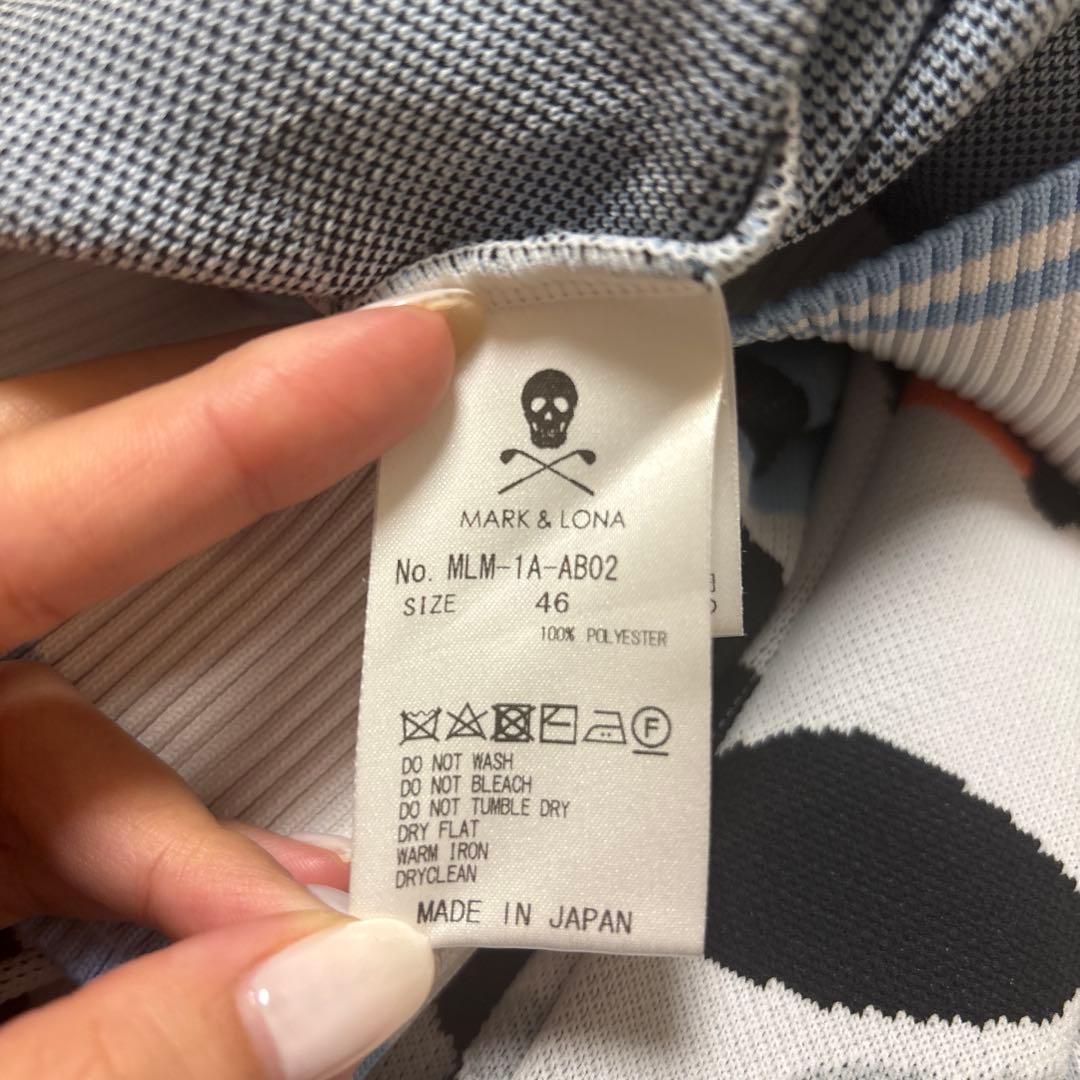 MARK & LONA
No. MLM-1A-AB02
SIZE 46
100% POLYESTER
F
DO NOT WASH
DO NOT BLEACH
DO NOT TUMBLE DRY
DRY FLAT
WARM IRON
DRYCLEAN
MADE IN JAPAN